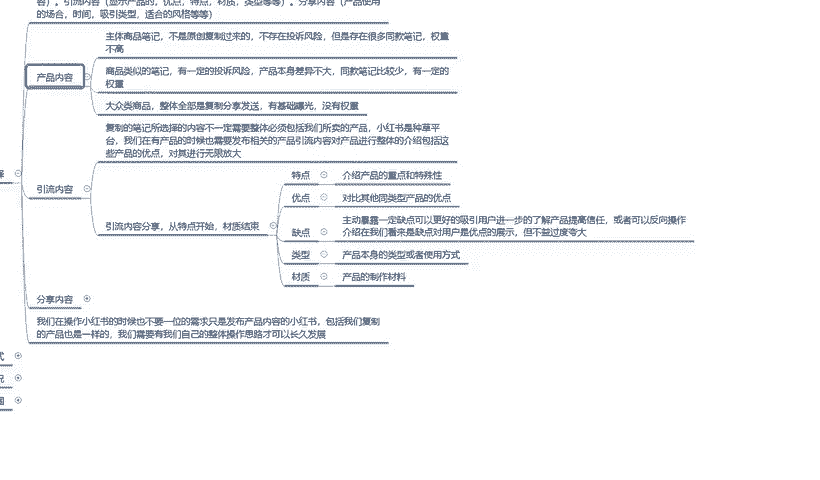 容）。引流内容（显示产品的，优点，特点，材质，类型等等）。分享内容（产品使用
的场合，时间，吸引类型，适合的风格等等）
主体商品笔记，不是原创复制过来的，不存在投诉风险，但是存在很多同款笔记，权重
不高
产品内容
商品类似的笔记，有一定的投诉风险，产品本身差异不大，同款笔记比较少，有一定的
权重
大众类商品，整体全部是复制分享发送，有基础曝光，没有权重
复制的笔记所选择的内容不一定需要整体必须包括我们所卖的产品，小红书是种草平
台，我们在有产品的时候也需要发布相关的产品引流内容对产品进行整体的介绍包括这
些产品的优点，对其进行无限放大
引流内容
引流内容分享，从特点开始，材质结束
特点
介绍产品的重点和特殊性
优点
对比其他同类型产品的优点
缺点
主动暴露一定缺点可以更好的吸引用户进一步的了解产品提高信任，或者可以反向操作
介绍在我们看来是缺点对用户是优点的展示，但不益过度夸大
类型
产品本身的类型或者使用方式
材质
产品的制作材料
分享内容
我们在操作小红书的时候也不要一位的需求只是发布产品内容的小红书，包括我们复制
的产品也是一样的，我们需要有我们自己的整体操作思路才可以长久发展
式
况